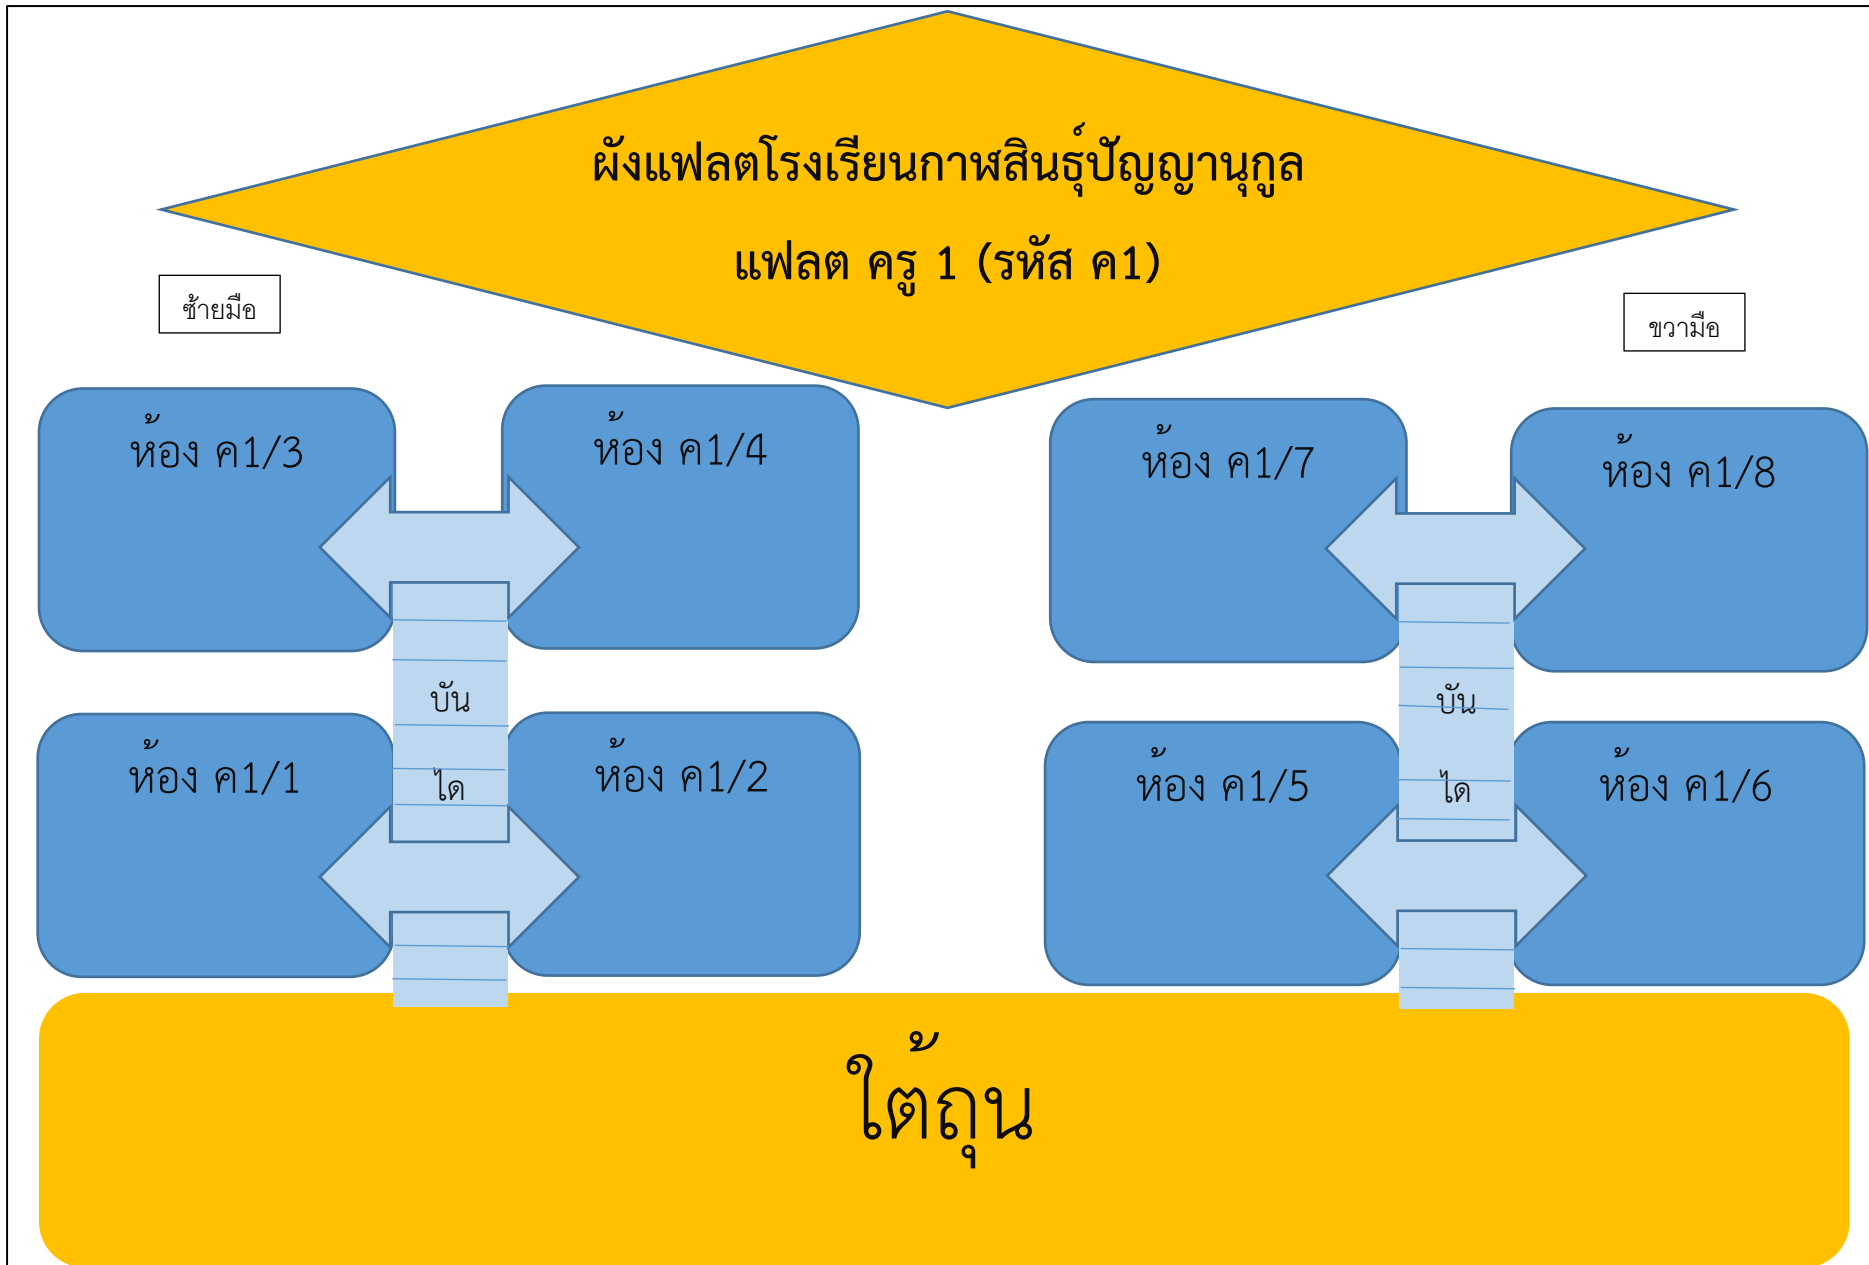 ผังแฟลตโรงเรียนกาฬสินธุ์ปัญญานุกูล
แฟลต ครู 1 (รหัส ค1)
ซ้ายมือ
ขวามือ
ห้อง ค1/3
ห้อง ค1/4
ห้อง ค1/7
ห้อง ค1/8
บัน
ได
บัน
ได
ห้อง ค1/1
ห้อง ค1/2
ห้อง ค1/5
ห้อง ค1/6
ใต้ถุน